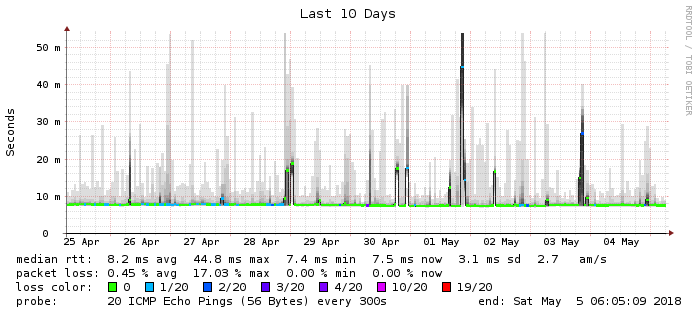 Last 10 Days
RRDTOOL / TOBI OETIKER
Seconds
50 m
40 m
30 m
20 m
10 m
0
25 Apr 26 Apr 27 Apr 28 Apr 29 Apr 30 Apr 01 May 02 May 03 May 04 May
median rtt: 8.2 ms avg 44.8 ms max 7.4 ms min 7.5 ms now 3.1 ms sd 2.7 am/s
packet loss: 0.45 % avg 17.03 % max 0.00 % min 0.00 % now
loss color: 0 1/20 2/20 3/20 4/20 10/20 19/20
probe: 20 ICMP Echo Pings (56 Bytes) every 300s end: Sat May 5 06:05:09 2018